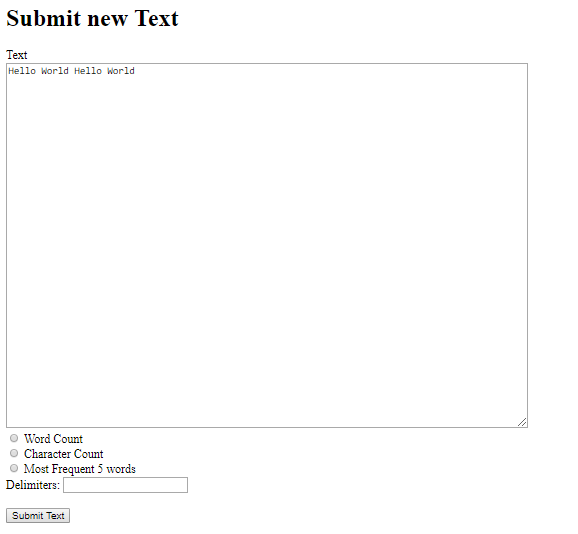 Submit new Text
Text
Hello World Hello World
Word Count
Character Count
Most Frequent 5 words
Delimiters:
Submit Text